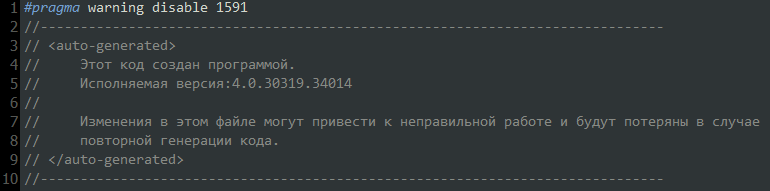 1 #pragma warning disable 1591
2 //------------------------------------------------------------------------------
3 // <auto-generated>
4 //     Этот код создан программой.
5 //     Исполняемая версия:4.0.30319.34014
6 //
7 //     Изменения в этом файле могут привести к неправильной работе и будут потеряны в случае
8 //     повторной генерации кода.
9 // </auto-generated>
10 //------------------------------------------------------------------------------